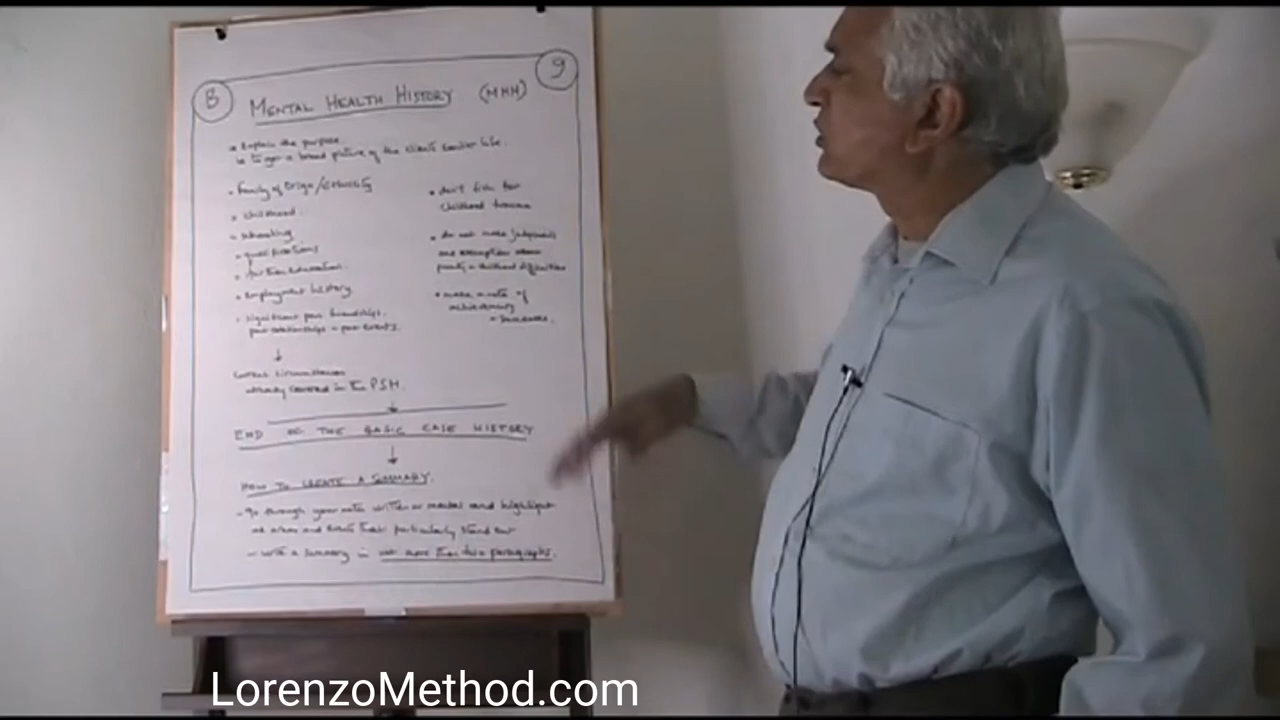 B
9
MENTAL HEALTH HISTORY (MHH)
Explain the purpose
is to get a broad picture of the clients earlier life.
Family of Origin/Ethnicity
childhood
schooling
qualifications
further education
Employment history
significant past friendships,
past relationships + past events.
don't fish for
childhood trauma
do not make judgements
and assumptions about
childhood difficulties
make a note of
achievements
+ successes.
Current circumstances
already covered in the PSH.
END OF THE BASIC CASE HISTORY
HOW TO CREATE A SUMMARY.
Go through your notes written or mental and highlight
and events that particularly stand out
write a summary in not more than two paragraphs.
LorenzoMethod.com